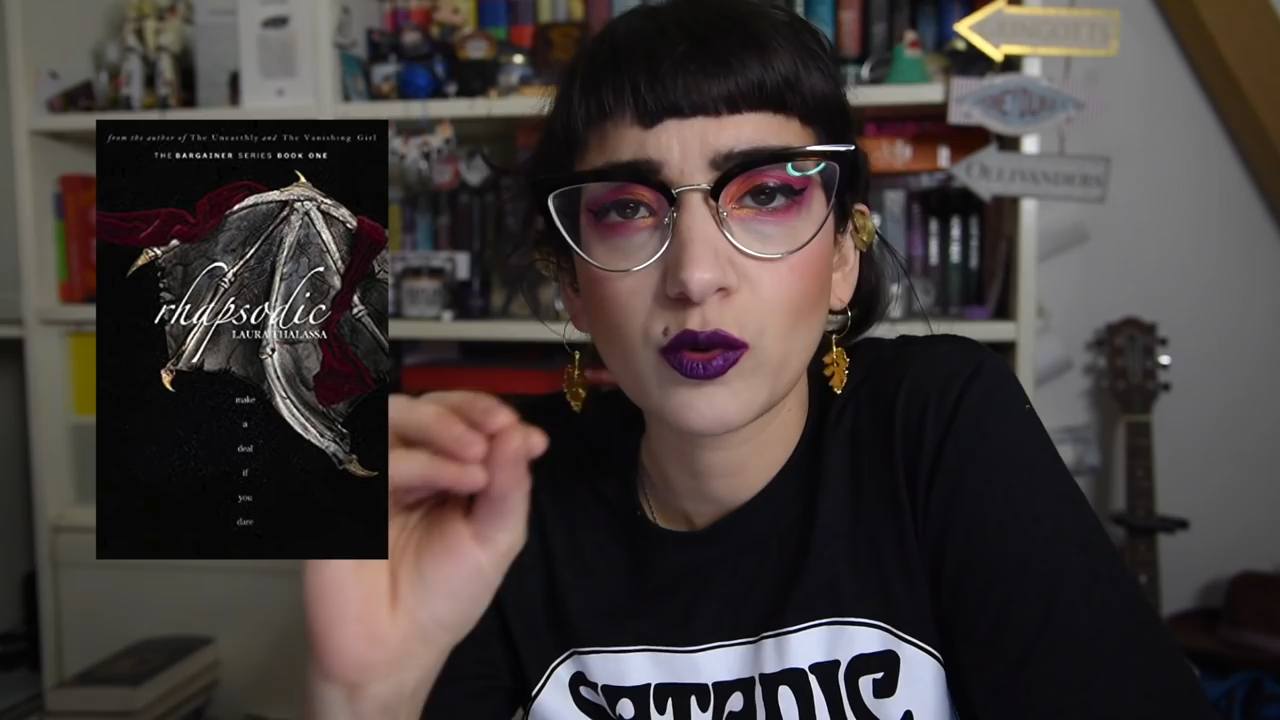 from the author of The Unearthly and The Vanishing Girl
THE BARGAINER SERIES BOOK ONE
rhapsodic
LAURA THALASSA
make
a
deal
if
you
dare
OLLIVANDERS
SATANIC